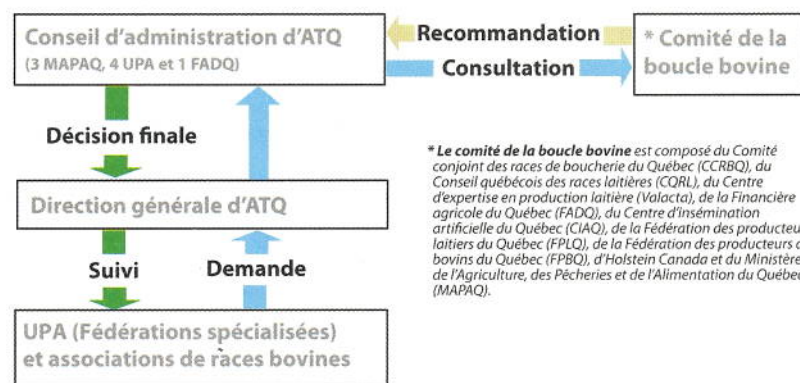 Conseil d'administration d'ATQ
(3 MAPAQ, 4 UPA et 1 FADQ)
Recommandation
Consultation
* Comité de la
boucle bovine
Décision finale
Direction générale d'ATQ
Suivi
Demande
UPA (Fédérations spécialisées)
et associations de races bovines
* Le comité de la boucle bovine est composé du Comité
conjoint des races de boucherie du Québec (CCRBQ), du
Conseil québécois des races laitières (CQRL), du Centre
d'expertise en production laitière (Valacta), de la Financière
agricole du Québec (FADQ), du Centre d'insémination
artificielle du Québec (CIAQ), de la Fédération des producteu
laitiers du Québec (FPLQ), de la Fédération des producteurs d
bovins du Québec (FPBQ), d'Holstein Canada et du Ministère
de l'Agriculture, des Pêcheries et de l'Alimentation du Québec
(MAPAQ).